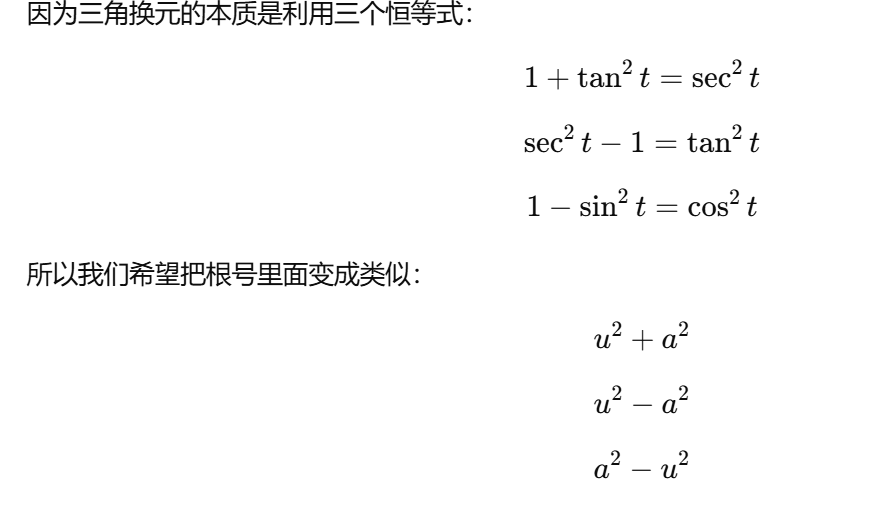 因为三角换元的本质是利用三个恒等式：
1 + tan² t = sec² t
sec² t − 1 = tan² t
1 − sin² t = cos² t
所以我们希望把根号里面变成类似：
u² + a²
u² − a²
a² − u²